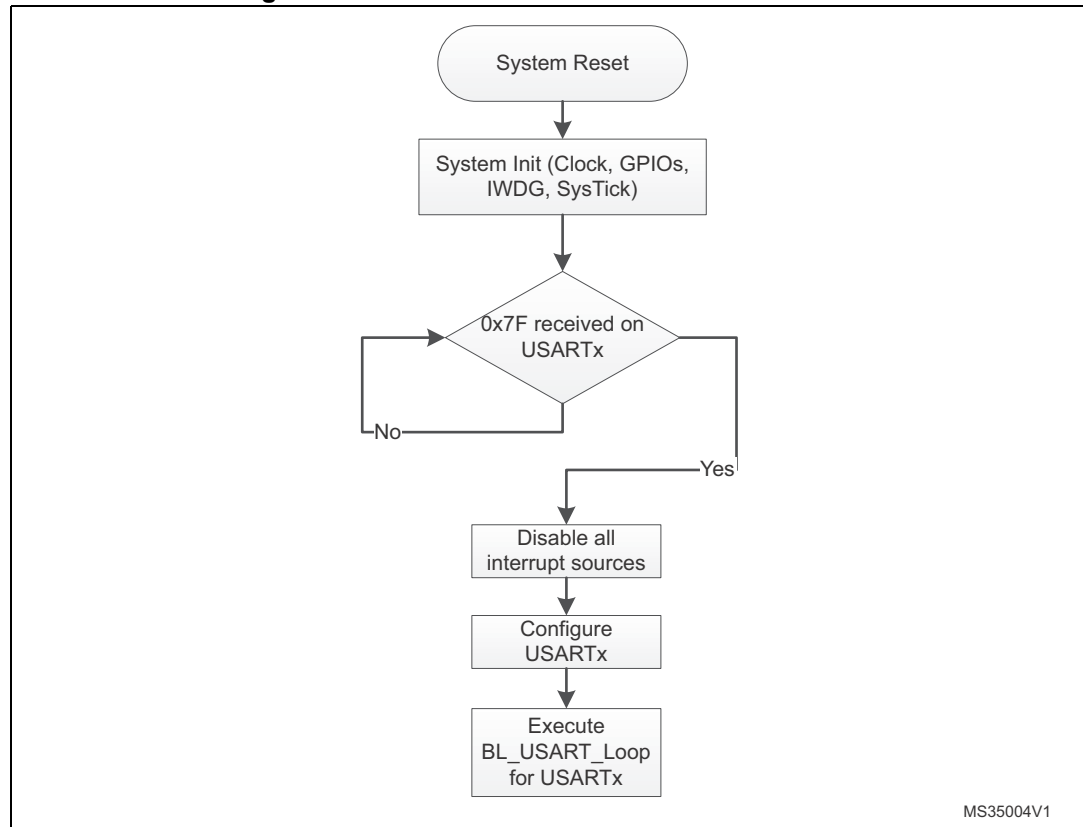 System Reset
System Init (Clock, GPIOs,
IWDG, SysTick)
0x7F received on
USARTx
No
Yes
Disable all
interrupt sources
Configure
USARTx
Execute
BL_USART_Loop
for USARTx
MS35004V1